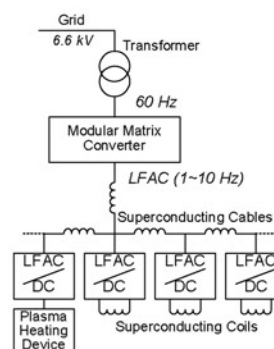 Grid
6.6 kV
Transformer
60 Hz
Modular Matrix
Converter
LFAC (1~10 Hz)
Superconducting Cables
LFAC LFAC LFAC LFAC
DC DC DC DC
Plasma
Heating
Device
Superconducting Coils